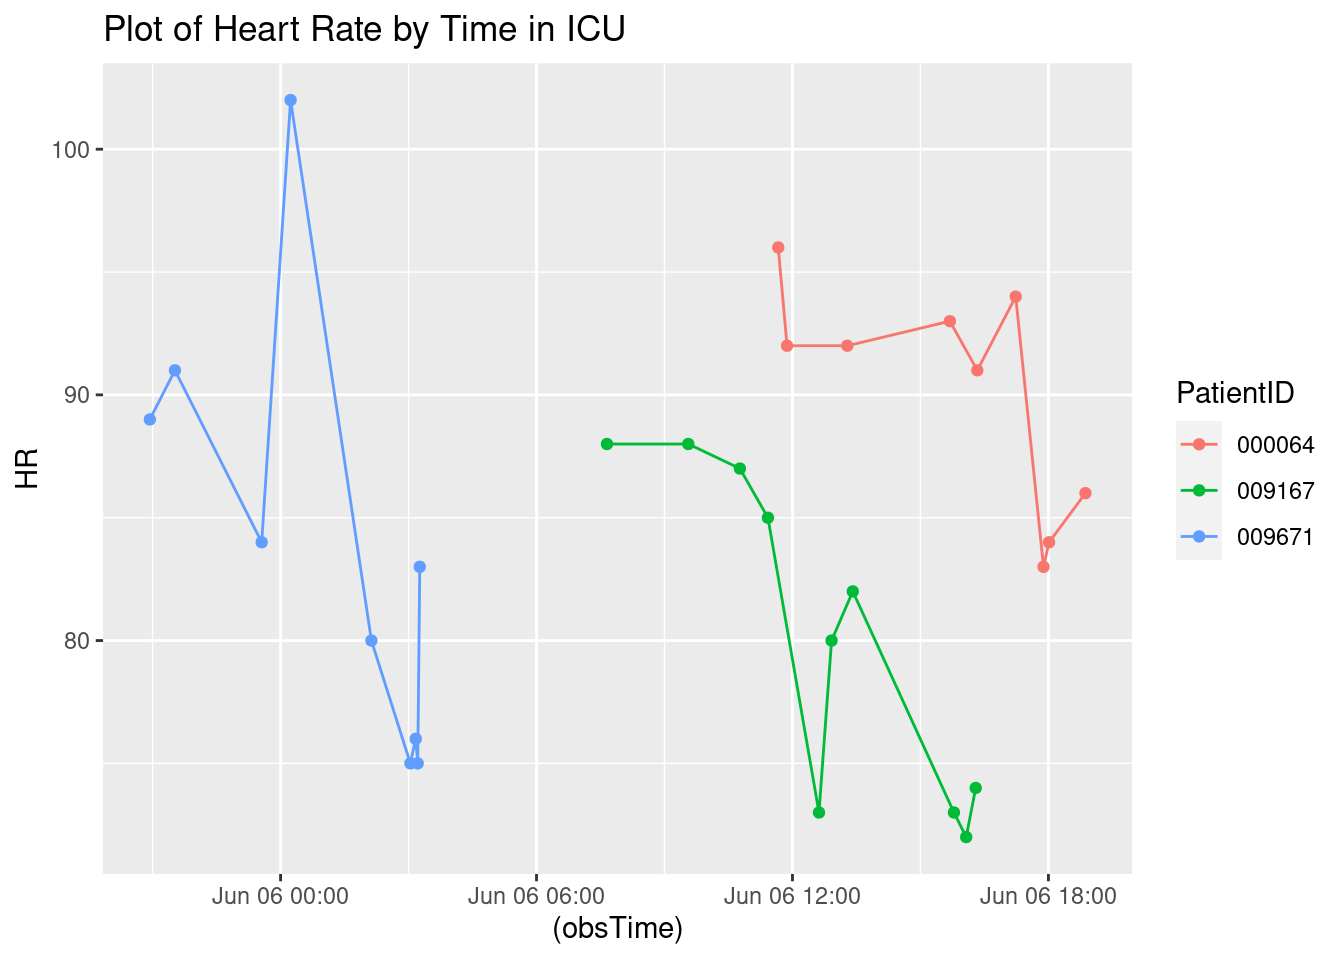 Plot of Heart Rate by Time in ICU
100
90
80
HR
Jun 06 00:00 Jun 06 06:00 Jun 06 12:00 Jun 06 18:00
(obsTime)
PatientID
000064
009167
009671